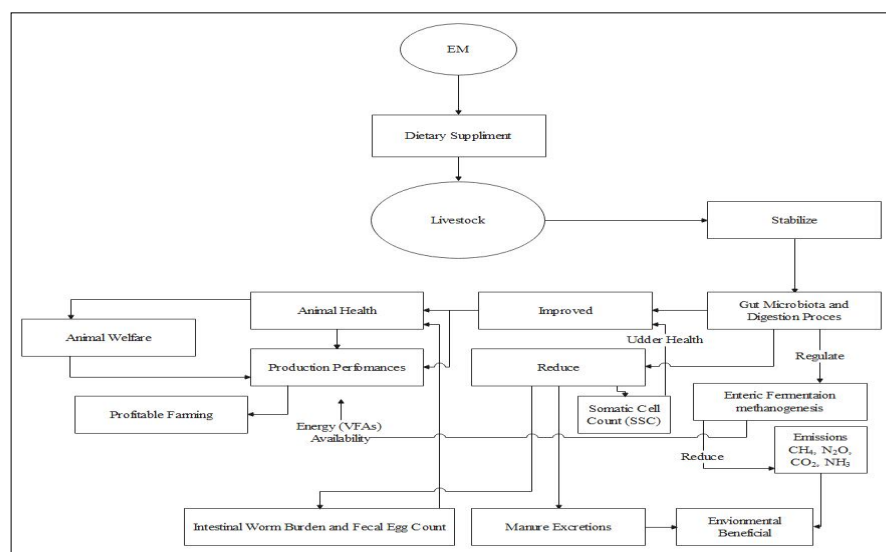 EM
Dietary Suppliment
Livestock
Stabilize
Animal Health
Improved
Gut Microbiota and
Digestion Proces
Animal Welfare
Udder Health
Regulate
Production Perfomances
Reduce
Profitable Farming
Energy (VFAs)
Availability
Somatic Cell
Count (SSC)
Enteric Fermentaion
methanogenesis
Reduce
Emissions
CH₄, N₂O,
CO₂, NH₃
Intestinal Worm Burden and Fecal Egg Count
Manure Excretions
Envionmental
Beneficial